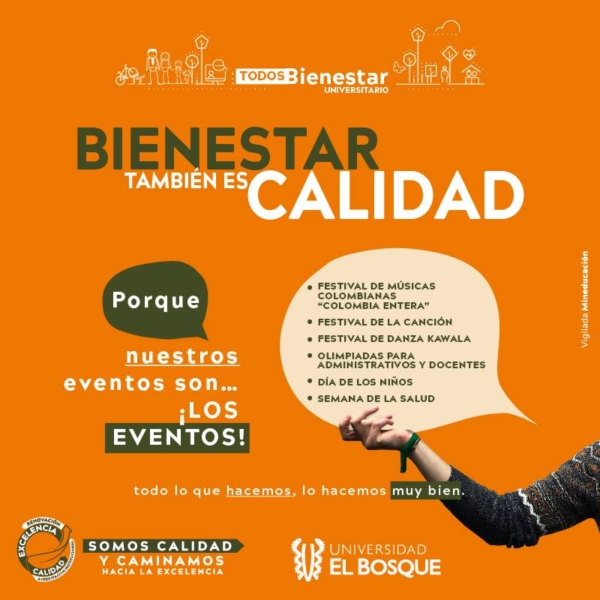 TODOS Bienestar
UNIVERSITARIO
BIENESTAR
TAMBIÉN ES CALIDAD
Porque
nuestros
eventos son...
¡LOS
EVENTOS!
• FESTIVAL DE MÚSICAS
COLOMBIANAS
“COLOMBIA ENTERA”
• FESTIVAL DE LA CANCIÓN
• FESTIVAL DE DANZA KAWALA
• OLIMPIADAS PARA
ADMINISTRATIVOS Y DOCENTES
• DÍA DE LOS NIÑOS
• SEMANA DE LA SALUD
Vigilada Mineducación
todo lo que hacemos, lo hacemos muy bien.
RENOVACIÓN
EXCELENCIA
CALIDAD
SOMOS CALIDAD
Y CAMINAMOS
HACIA LA EXCELENCIA
UNIVERSIDAD
EL BOSQUE